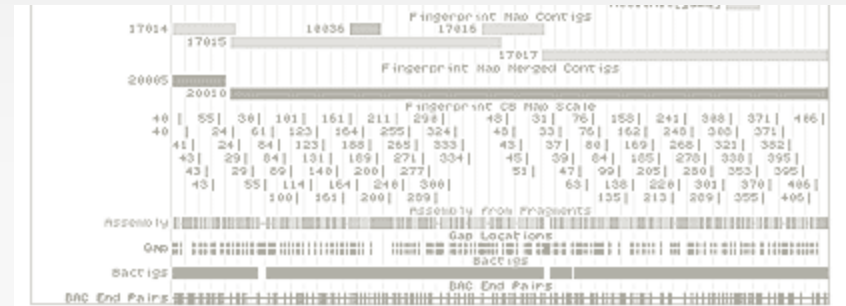 Fingerprint Map Contigs
17014 10036 17016
17015
17017
Fingerprint Map Merged Contigs
20005
20010
Fingerprint CB Map Scale
40 | 55| 30| 101| 161| 211| 290| 48| 31| 76| 158| 241| 308| 371| 406|
40 | 24| 61| 123| 164| 255| 324| 48| 33| 76| 162| 248| 308| 371|
41| 24| 84| 123| 188| 265| 333| 43| 37| 80| 169| 268| 321| 382|
43| 29| 84| 131| 189| 271| 334| 45| 39| 84| 185| 278| 338| 395|
43| 29| 89| 140| 200| 277| 51| 47| 99| 205| 280| 353| 395|
43| 55| 114| 164| 240| 300| 63| 138| 220| 301| 370| 406|
100| 161| 200| 289| 135| 213| 289| 355| 405|
Assembly from Fragments
Assembly
Gap Locations
Gap
Bactigs
Bactigs
BAC End Pairs
BAC End Pairs